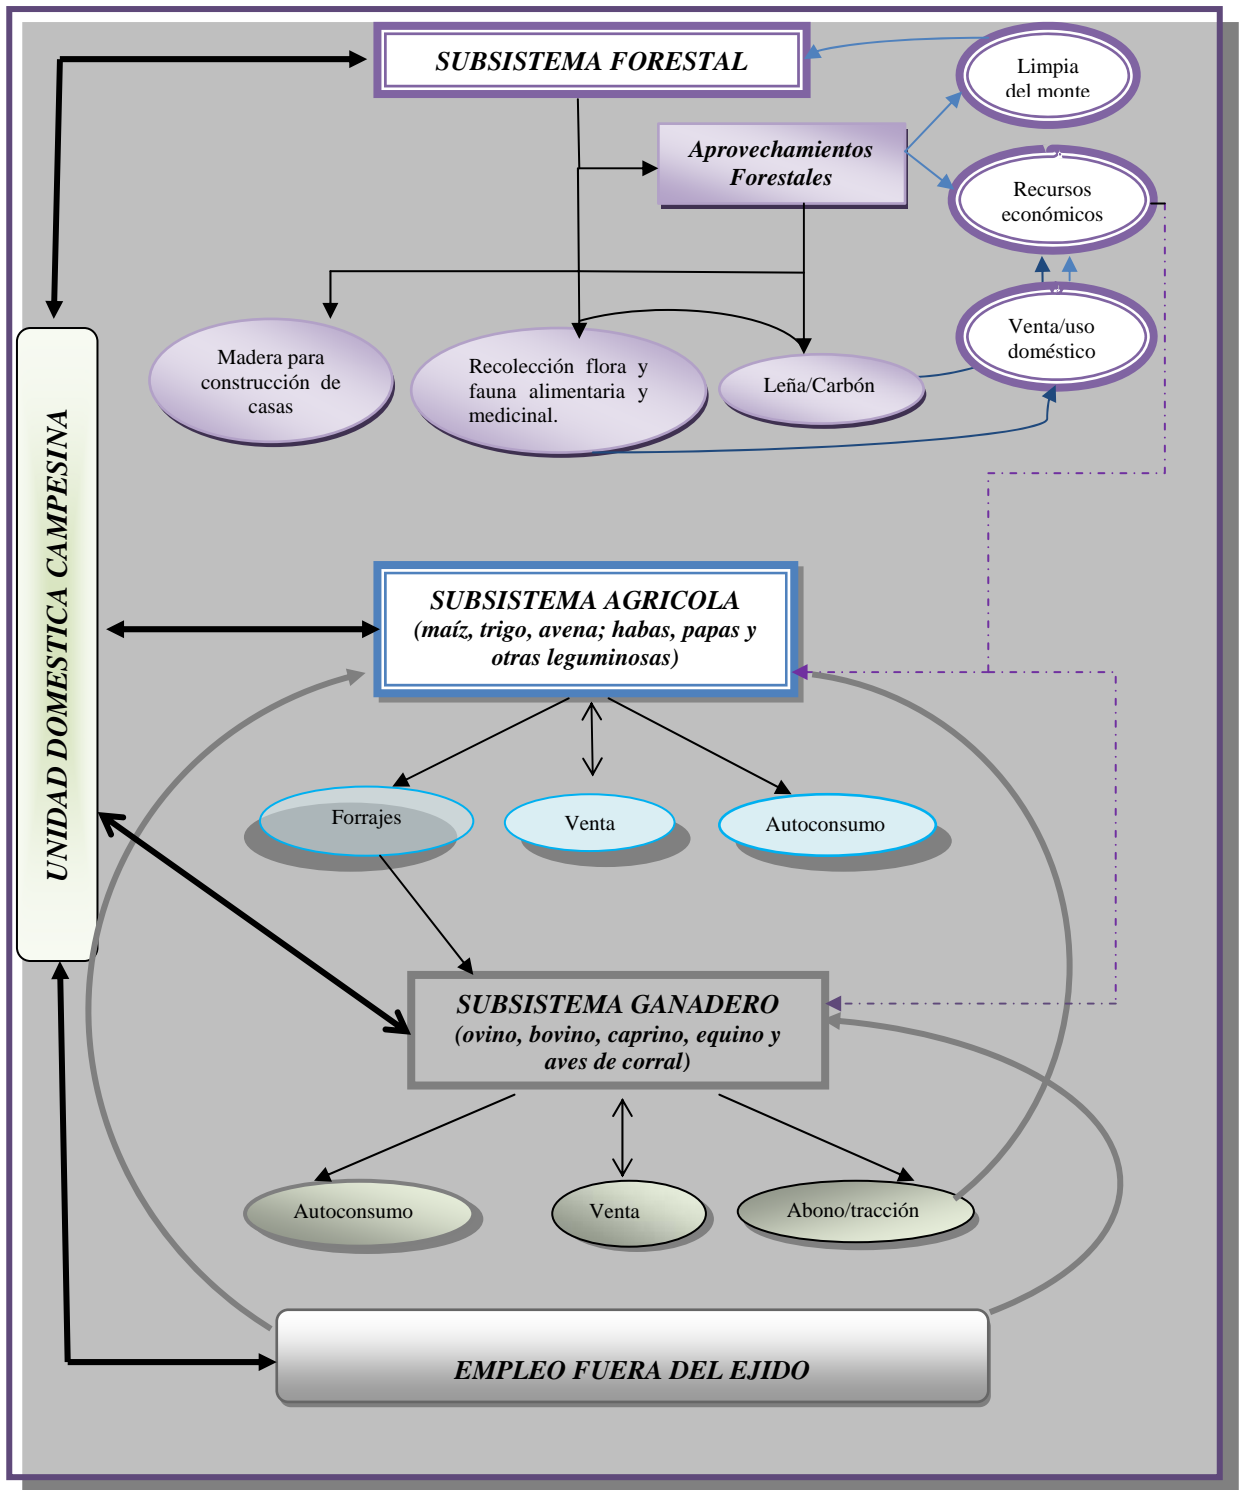 SUBSISTEMA FORESTAL
Limpia
del monte
Aprovechamientos
Forestales
Recursos
económicos
Venta/uso
doméstico
Madera para
construcción de
casas
Recolección flora y
fauna alimentaria y
medicinal.
Leña/Carbón
UNIDAD DOMESTICA CAMPESINA
SUBSISTEMA AGRICOLA
(maíz, trigo, avena; habas, papas y
otras leguminosas)
Forrajes
Venta
Autoconsumo
SUBSISTEMA GANADERO
(ovino, bovino, caprino, equino y
aves de corral)
Autoconsumo
Venta
Abono/tracción
EMPLEO FUERA DEL EJIDO